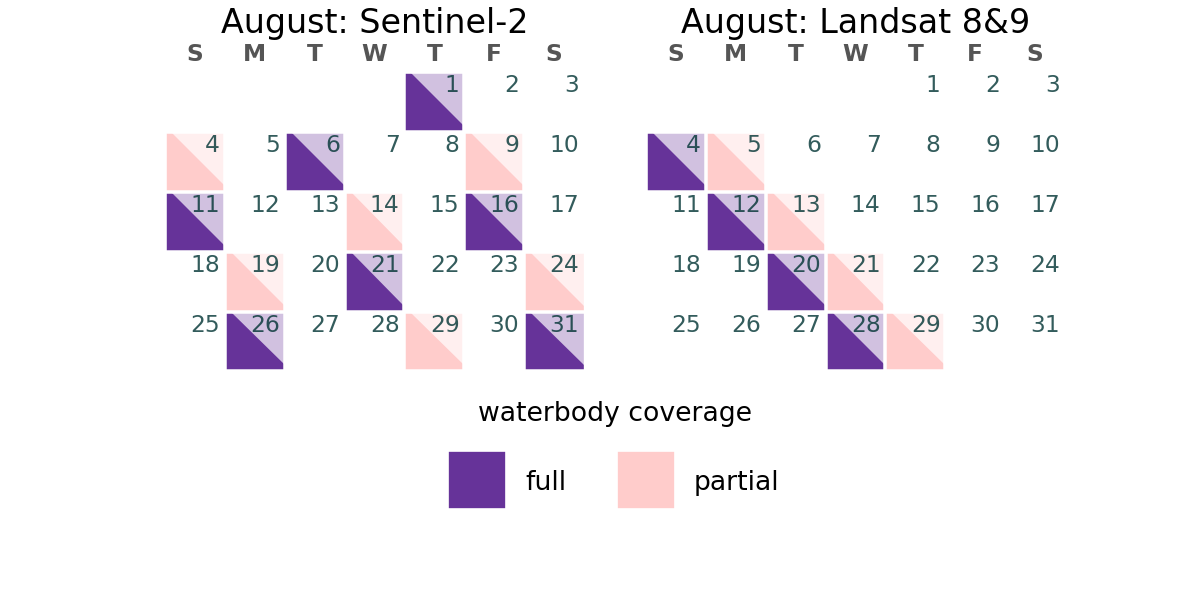 August: Sentinel-2
S M T W T F S
1 2 3
4 5 6 7 8 9 10
11 12 13 14 15 16 17
18 19 20 21 22 23 24
25 26 27 28 29 30 31
August: Landsat 8&9
S M T W T F S
1 2 3
4 5 6 7 8 9 10
11 12 13 14 15 16 17
18 19 20 21 22 23 24
25 26 27 28 29 30 31
waterbody coverage
full partial